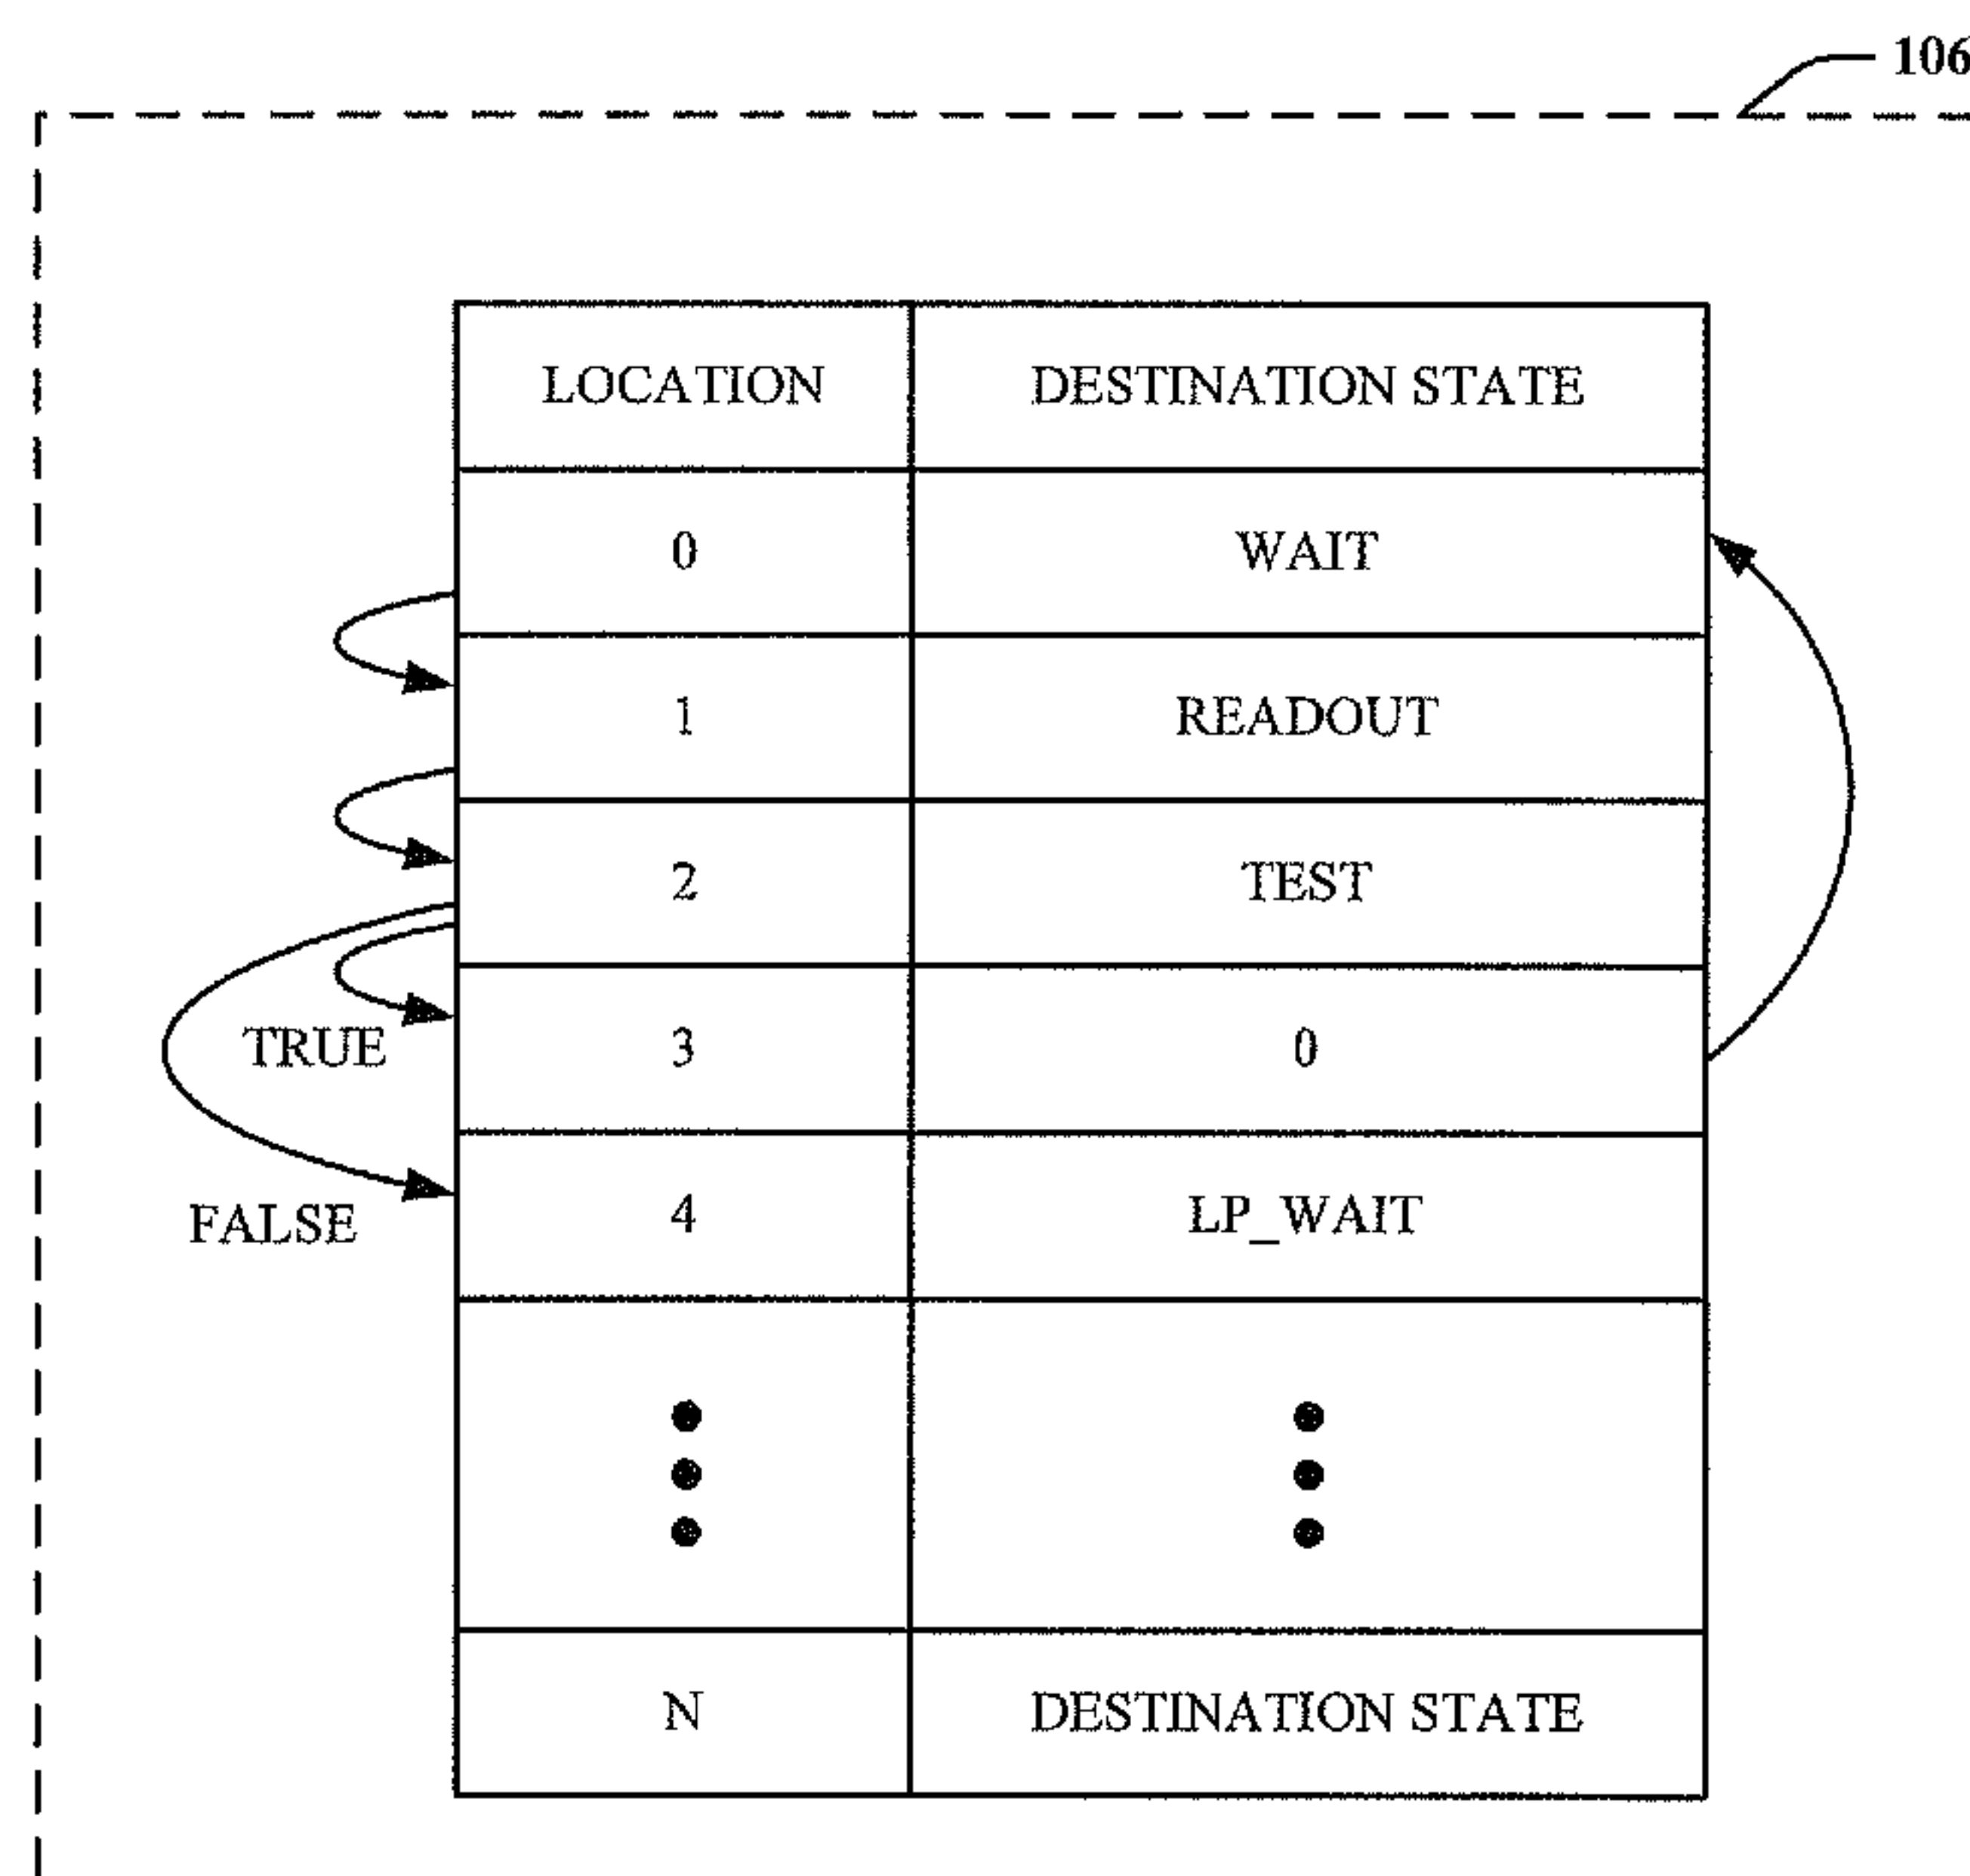 106
LOCATION DESTINATION STATE
0 WAIT
1 READOUT
2 TEST
TRUE 3 0
4 LP_WAIT
FALSE
N DESTINATION STATE